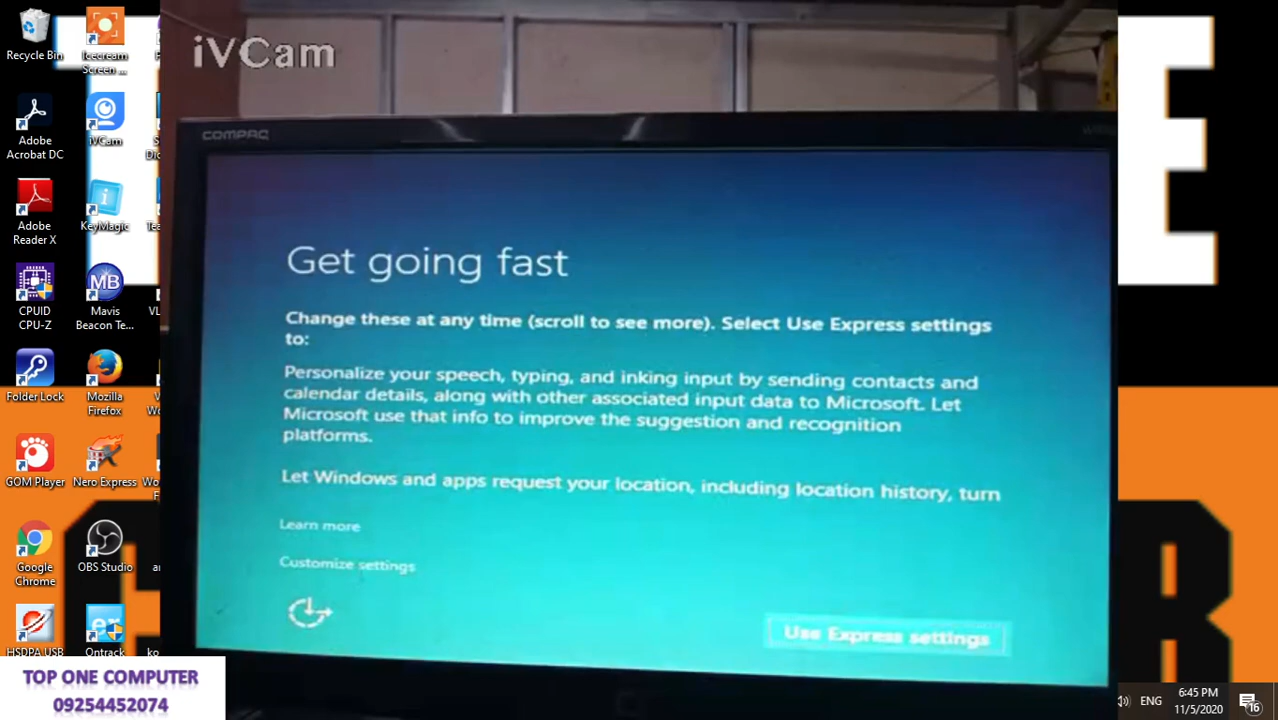 Recycle Bin
Icecream
Screen ...
Adobe
Acrobat DC
iVCam
Adobe
Reader X
KeyMagic
CPUID
CPU-Z
Mavis
Beacon Te...
Folder Lock
Mozilla
Firefox
GOM Player
Nero Express
Google
Chrome
OBS Studio
HSDPA USB
Ontrack
iVCam
COMPAQ
Get going fast
Change these at any time (scroll to see more). Select Use Express settings
to:
Personalize your speech, typing, and inking input by sending contacts and
calendar details, along with other associated input data to Microsoft. Let
Microsoft use that info to improve the suggestion and recognition
platforms.
Let Windows and apps request your location, including location history, turn
Learn more
Customize settings
Use Express settings
TOP ONE COMPUTER
09254452074
ENG
6:45 PM
11/5/2020
16